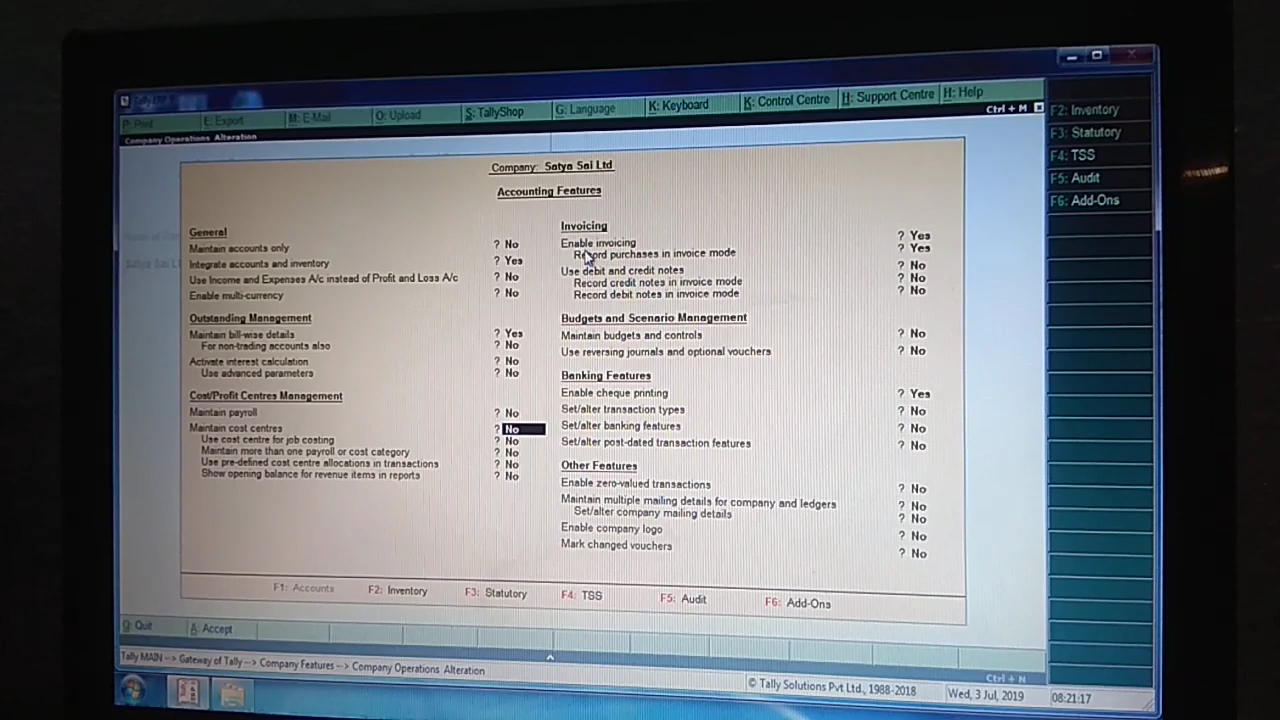 Tally.ERP 9
P: Print E: Export M: E-Mail O: Upload S: TallyShop G: Language K: Keyboard K: Control Centre H: Support Centre H: Help
Company Operations Alteration Ctrl + M
F2: Inventory
F3: Statutory
F4: TSS
F5: Audit
F6: Add-Ons
Company: Satya Sai Ltd
Accounting Features
General
Maintain accounts only ? No
Integrate accounts and inventory ? Yes
Use Income and Expenses A/c instead of Profit and Loss A/c ? No
Enable multi-currency ? No
Outstanding Management
Maintain bill-wise details ? Yes
For non-trading accounts also ? No
Activate interest calculation ? No
Use advanced parameters ? No
Cost/Profit Centres Management
Maintain payroll ? No
Maintain cost centres ? No
Use cost centre for job costing ? No
Maintain more than one payroll or cost category ? No
Use pre-defined cost centre allocations in transactions ? No
Show opening balance for revenue items in reports ? No
Invoicing
Enable invoicing ? Yes
Record purchases in invoice mode ? Yes
Use debit and credit notes ? No
Record credit notes in invoice mode ? No
Record debit notes in invoice mode ? No
Budgets and Scenario Management
Maintain budgets and controls ? No
Use reversing journals and optional vouchers ? No
Banking Features
Enable cheque printing ? Yes
Set/alter transaction types ? No
Set/alter banking features ? No
Set/alter post-dated transaction features ? No
Other Features
Enable zero-valued transactions ? No
Maintain multiple mailing details for company and ledgers ? No
Set/alter company mailing details ? No
Enable company logo ? No
Mark changed vouchers ? No
F1: Accounts F2: Inventory F3: Statutory F4: TSS F5: Audit F6: Add-Ons
Q: Quit A: Accept
Tally MAIN --> Gateway of Tally --> Company Features --> Company Operations Alteration
© Tally Solutions Pvt Ltd., 1988-2018 Wed, 3 Jul, 2019 08:21:17
Ctrl + N